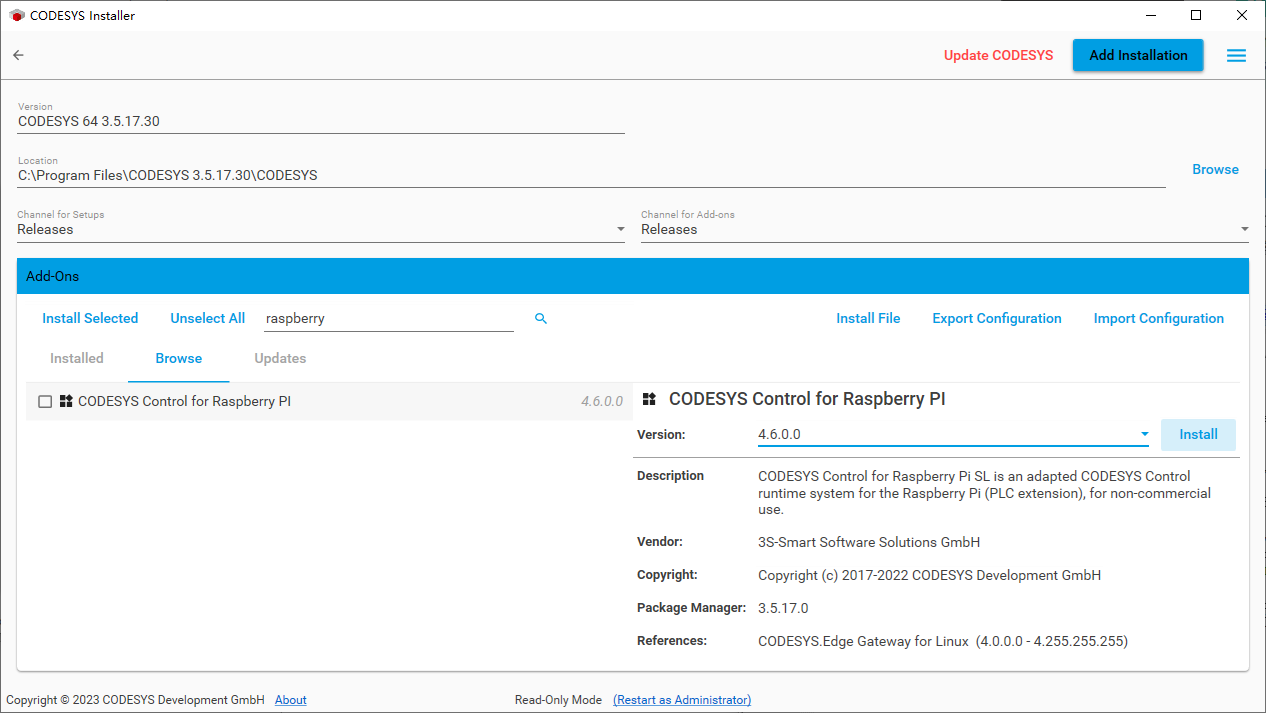 CODESYS Installer
Update CODESYS
Add Installation
Version
CODESYS 64 3.5.17.30
Location
C:\Program Files\CODESYS 3.5.17.30\CODESYS
Browse
Channel for Setups
Releases
Channel for Add-ons
Releases
Add-Ons
Install Selected
Unselect All
raspberry
Install File
Export Configuration
Import Configuration
Installed
Browse
Updates
CODESYS Control for Raspberry PI
4.6.0.0
CODESYS Control for Raspberry PI
Version:
4.6.0.0
Install
Description
CODESYS Control for Raspberry Pi SL is an adapted CODESYS Control
runtime system for the Raspberry Pi (PLC extension), for non-commercial
use.
Vendor:
3S-Smart Software Solutions GmbH
Copyright:
Copyright (c) 2017-2022 CODESYS Development GmbH
Package Manager:
3.5.17.0
References:
CODESYS.Edge Gateway for Linux (4.0.0.0 - 4.255.255.255)
Copyright © 2023 CODESYS Development GmbH
About
Read-Only Mode
(Restart as Administrator)